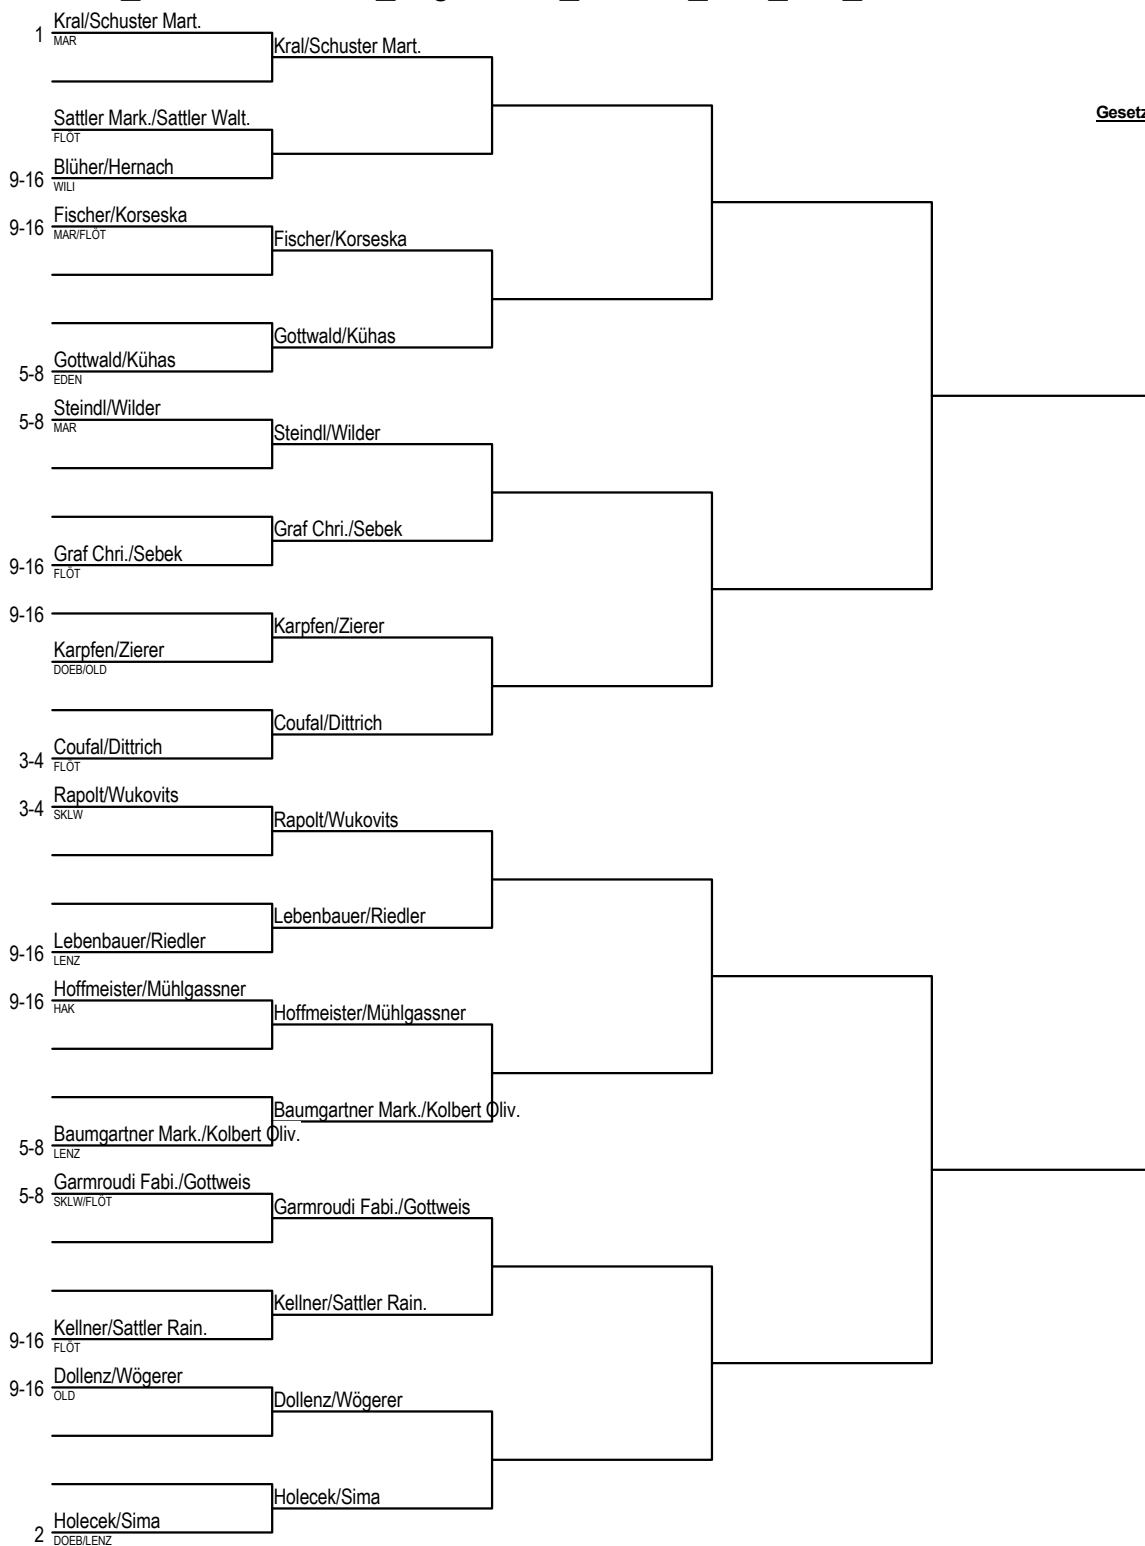 Kral/Schuster Mart.
1
MAR
Kral/Schuster Mart.
Sattler Mark./Sattler Walt.
FLÖT
Gesetz
Blüher/Hernach
9-16
WILI
Fischer/Korseska
9-16
MAR/FLÖT
Fischer/Korseska
Gottwald/Kühas
Gottwald/Kühas
5-8
EDEN
Steindl/Wilder
5-8
MAR
Steindl/Wilder
Graf Chri./Sebek
Graf Chri./Sebek
9-16
FLÖT
9-16
Karpfen/Zierer
Karpfen/Zierer
DOEB/OLD
Coufal/Dittrich
Coufal/Dittrich
3-4
FLÖT
Rapolt/Wukovits
3-4
SKLW
Rapolt/Wukovits
Lebenbauer/Riedler
Lebenbauer/Riedler
9-16
LENZ
Hoffmeister/Mühlgassner
9-16
HAK
Hoffmeister/Mühlgassner
Baumgartner Mark./Kolbert Oliv.
Baumgartner Mark./Kolbert Oliv.
5-8
LENZ
Garmroudi Fabi./Gottweis
5-8
SKLW/FLÖT
Garmroudi Fabi./Gottweis
Kellner/Sattler Rain.
Kellner/Sattler Rain.
9-16
FLÖT
Dollenz/Wögerer
9-16
OLD
Dollenz/Wögerer
Holecek/Sima
Holecek/Sima
2
DOEB/LENZ